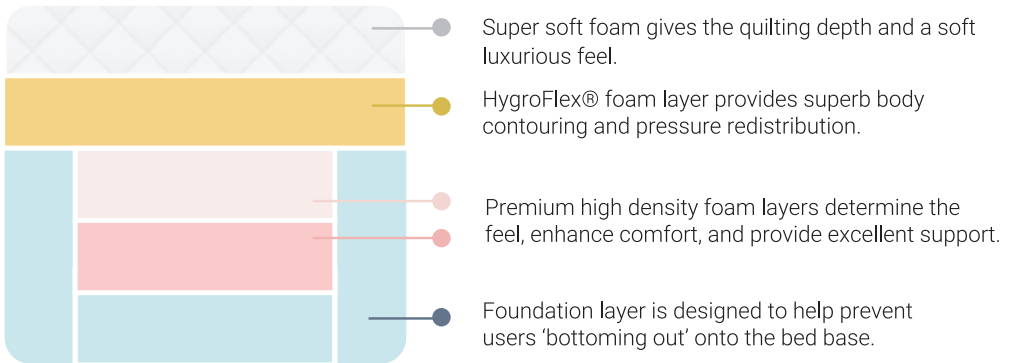 Super soft foam gives the quilting depth and a soft
luxurious feel.
HygroFlex® foam layer provides superb body
contouring and pressure redistribution.
Premium high density foam layers determine the
feel, enhance comfort, and provide excellent support.
Foundation layer is designed to help prevent
users ‘bottoming out’ onto the bed base.